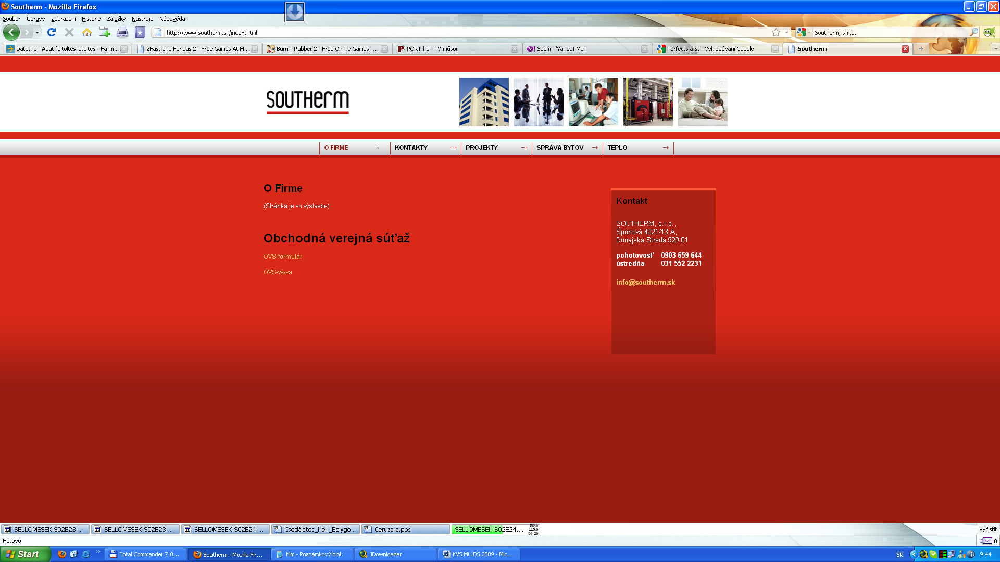 Southerm - Mozilla Firefox
Soubor Úpravy Zobrazení Historie Záložky Nástroje Nápověda
http://www.southerm.sk/index.html
Southerm, s.r.o.
Data.hu - Adat feltöltés letöltés - Fájlm...
2Fast and Furious 2 - Free Games At M...
Burnin Rubber 2 - Free Online Games, ...
PORT.hu - TV-műsor
Spam - 'Yahoo! Mail'
Perfects a.s. - Vyhledávání Google
Southerm
SOUTHerm
O FIRME
KONTAKTY
PROJEKTY
SPRÁVA BYTOV
TEPLO
O Firme
(Stránka je vo výstavbe)
Obchodná verejná súťaž
OVS-formulár
OVS-výzva
Kontakt
SOUTHERM, s.r.o.,
Športová 4021/13 A,
Dunajská Streda 929 01
pohotovosť 0903 659 644
ústredňa 031 552 2231
info@southerm.sk
SELLOMESEK-S02E23....
SELLOMESEK-S02E23....
SELLOMESEK-S02E24....
Csodálatos_Kék_Bolygó...
Ceruzara.pps
SELLOMESEK-S02E24....
58%
110.6
06:26
Vyčistit
Hotovo
0
Start
Total Commander 7.0...
Southerm - Mozilla Fir...
film - Poznámkový blok
JDownloader
KVS MU DS 2009 - Mic...
SK
9:44